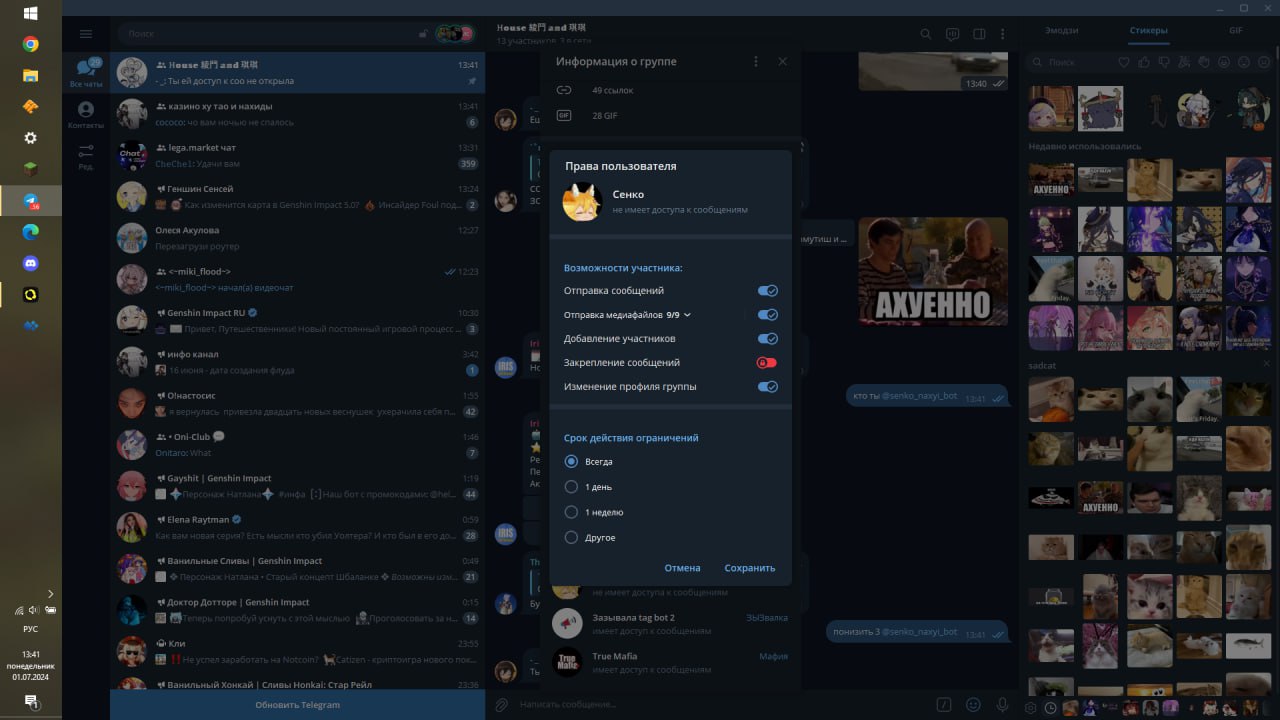 РУС
13:41
понедельник
01.07.2024
Все чаты
29
Контакты
Ред.
Поиск
House 綾門 and 琪琪
13:41
-_: Ты ей доступ к соо не открыла
казино ху тао и нахиды
13:41
cococo: чо вам ночью не спалось
6
lega.market чат
13:31
CheChel: Удачи вам
359
Геншин Сенсей
13:24
Как изменится карта в Genshin Impact 5.0? Инсайдер Foul под...
2
Олеся Акулова
12:27
Перезагрузи роутер
<~miki_flood~>
12:23
<~miki_flood~> начал(а) видеочат
Genshin Impact RU
10:30
Привет, Путешественники! Новый постоянный игровой процесс ...
3
инфо канал
3:42
16 июня - дата создания флуда
1
О!настосис
1:55
я вернулась привезла двадцать новых веснушек ухерачила себя п...
42
• Oni-Club
1:46
Onitaro: What
7
Gayshit | Genshin Impact
1:19
Персонаж Натлана #инфа [:] Наш бот с промокодами: @hel...
44
Elena Raytman
0:59
Как вам новая серия? Есть мысли кто убил Уолтера? И кто был в его до...
28
Ванильные Сливы | Genshin Impact
0:49
Персонаж Натлана • Старый концепт Шбаланке Возможны изм...
21
Доктор Дотторе | Genshin Impact
0:15
Теперь попробуй уснуть с этой мыслью Проголосовать за н...
14
Кли
23:55
Не успел заработать на Notcoin? Catizen - криптоигра нового пок...
Ванильный Хонкай | Сливы Honkai: Стар Рейл
23:36
Обновить Telegram
House 綾門 and 琪琪
13 участников, 3 в сети
Информация о группе
49 ссылок
GIF
28 GIF
Права пользователя
Сенко
не имеет доступа к сообщениям
Возможности участника:
Отправка сообщений
Отправка медиафайлов 9/9
Добавление участников
Закрепление сообщений
Изменение профиля группы
Срок действия ограничений
Всегда
1 день
1 неделю
Другое
Отмена
Сохранить
не имеет доступа к сообщениям
Зазывала tag bot 2
ЗЫЗвалка
имеет доступ к сообщениям
True Mafia
Мафия
имеет доступ к сообщениям
True Mafia
IRIS
IRIS
13:40
АХУЕННО
кто ты @senko_naxyi_bot 13:41
понизить 3 @senko_naxyi_bot 13:41
Написать сообщение...
Эмодзи
Стикеры
GIF
Поиск
Недавно использовались
АХУЕННО
sadcat
АХУЕННО